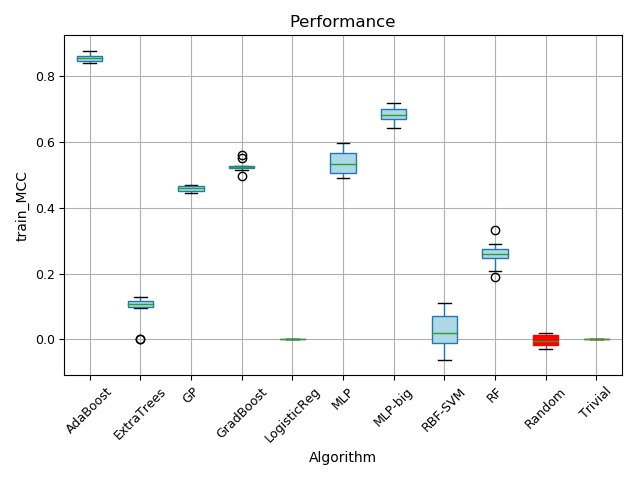 Performance
train_MCC
0.8
0.6
0.4
0.2
0.0
AdaBoost
ExtraTrees
GP
GradBoost
LogisticReg
MLP
MLP-big
RBF-SVM
RF
Random
Trivial
Algorithm